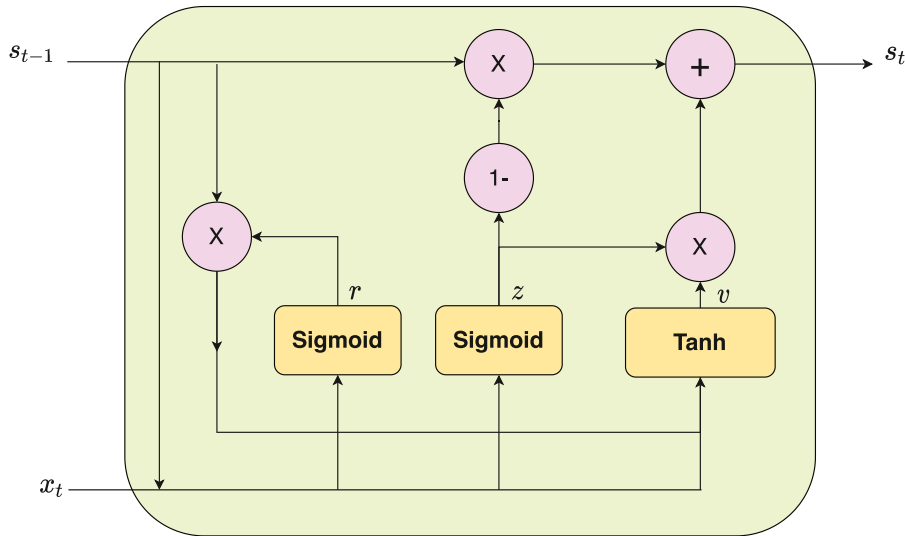 s_{t-1}
X
+
s_t
1-
X
X
r
z
v
Sigmoid
Sigmoid
Tanh
x_t